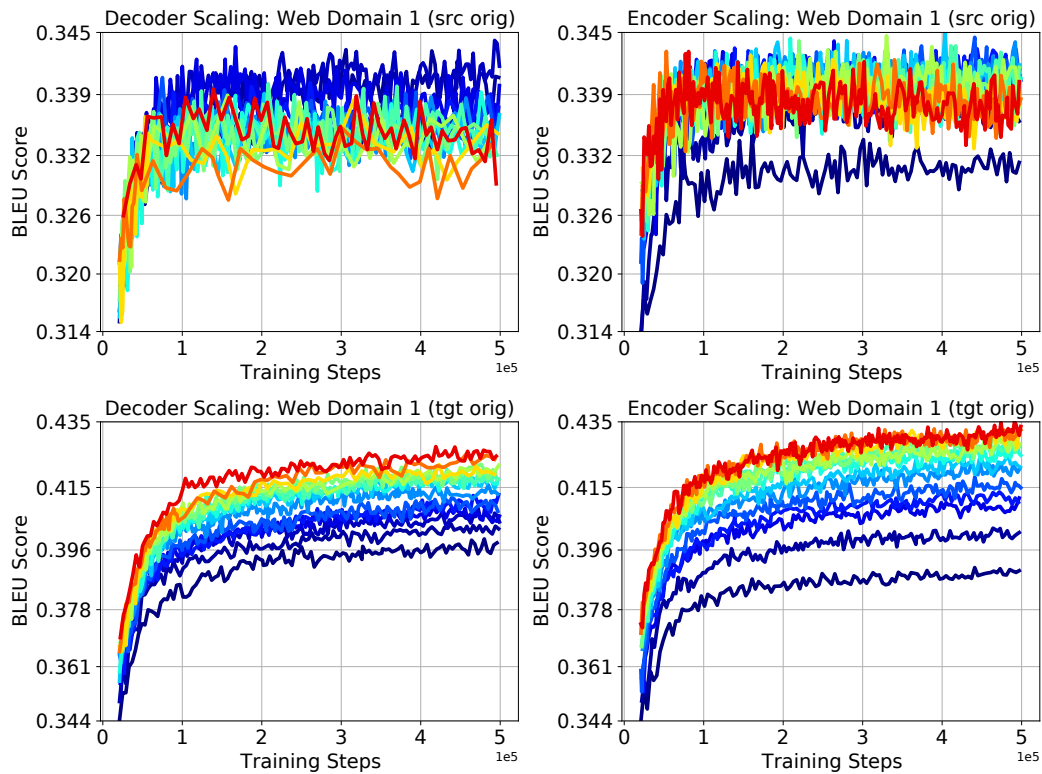 Decoder Scaling: Web Domain 1 (src orig)
BLEU Score
0.345
0.339
0.332
0.326
0.320
0.314
0 1 2 3 4 5
1e5
Training Steps
Encoder Scaling: Web Domain 1 (src orig)
BLEU Score
0.345
0.339
0.332
0.326
0.320
0.314
0 1 2 3 4 5
1e5
Training Steps
Decoder Scaling: Web Domain 1 (tgt orig)
BLEU Score
0.435
0.415
0.396
0.378
0.361
0.344
0 1 2 3 4 5
1e5
Training Steps
Encoder Scaling: Web Domain 1 (tgt orig)
BLEU Score
0.435
0.415
0.396
0.378
0.361
0.344
0 1 2 3 4 5
1e5
Training Steps